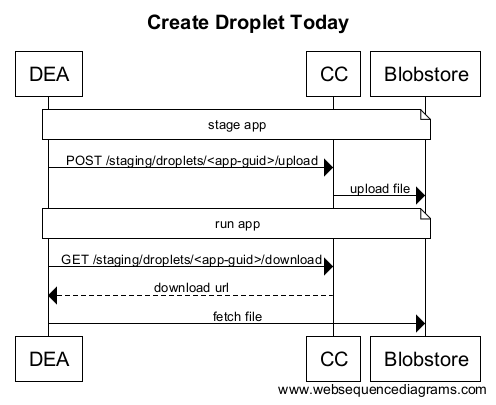 Create Droplet Today
DEA CC Blobstore
stage app
POST /staging/droplets/<app-guid>/upload
upload file
run app
GET /staging/droplets/<app-guid>/download
download url
fetch file
DEA CC Blobstore
www.websequencediagrams.com